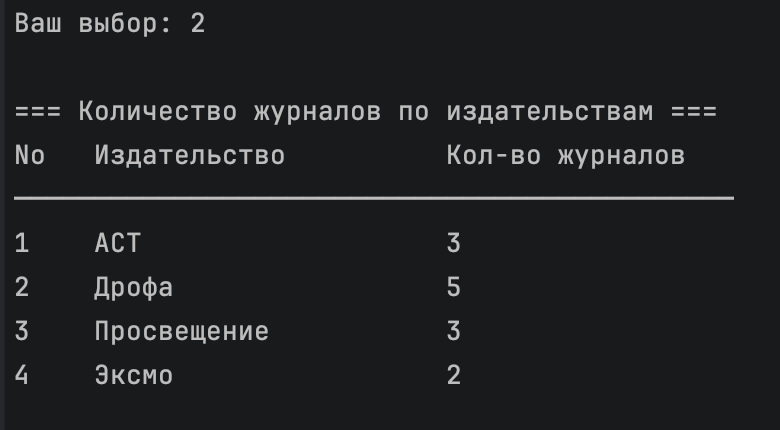 Ваш выбор: 2
=== Количество журналов по издательствам ===
No Издательство Кол-во журналов
1 АСТ 3
2 Дрофа 5
3 Просвещение 3
4 Эксмо 2